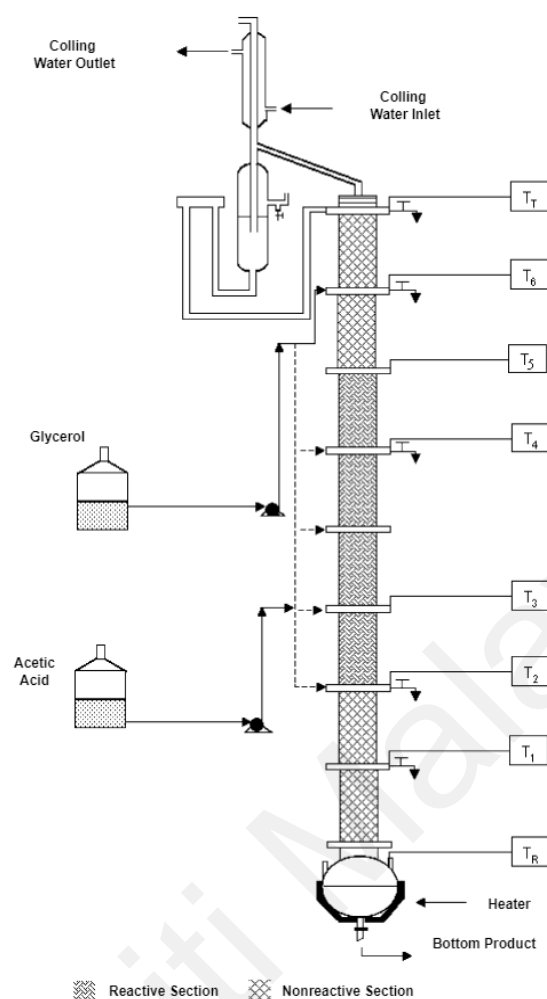 Colling
Water Outlet
Colling
Water Inlet
T_T
T_6
T_5
Glycerol
T_4
T_3
Acetic
Acid
T_2
T_1
T_R
Heater
Bottom Product
Reactive Section
Nonreactive Section